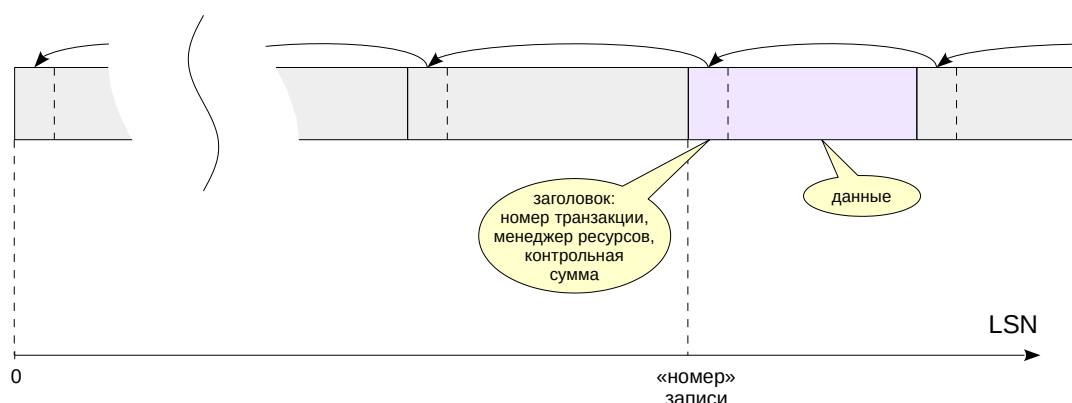 заголовок:
номер транзакции,
менеджер ресурсов,
контрольная
сумма
данные
LSN
0
«номер»
записи